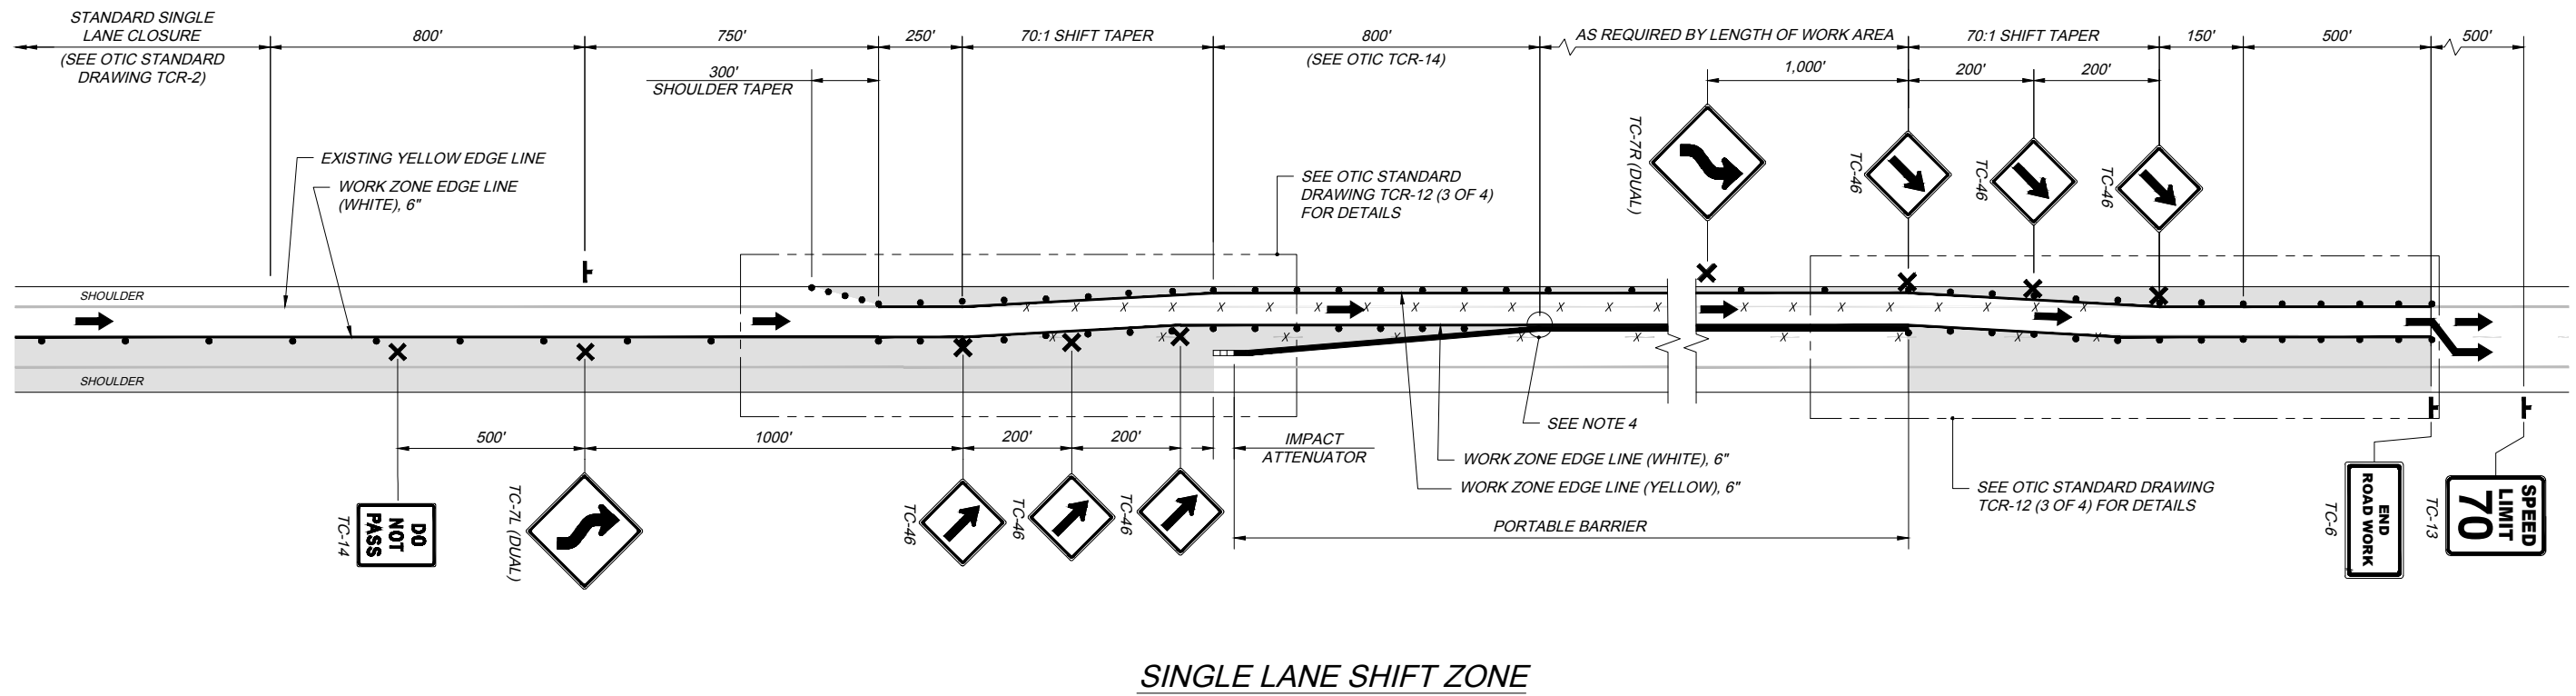 STANDARD SINGLE
LANE CLOSURE
(SEE OTIC STANDARD
DRAWING TCR-2)
800'
750'
250'
70:1 SHIFT TAPER
800'
(SEE OTIC TCR-14)
AS REQUIRED BY LENGTH OF WORK AREA
70:1 SHIFT TAPER
150'
500'
500'
300'
SHOULDER TAPER
1,000'
200'
200'
EXISTING YELLOW EDGE LINE
WORK ZONE EDGE LINE
(WHITE), 6"
SEE OTIC STANDARD
DRAWING TCR-12 (3 OF 4)
FOR DETAILS
TC-7R (DUAL)
TC-46
TC-46
TC-46
SHOULDER
SHOULDER
500'
1000'
200'
200'
IMPACT
ATTENUATOR
SEE NOTE 4
WORK ZONE EDGE LINE (WHITE), 6"
WORK ZONE EDGE LINE (YELLOW), 6"
PORTABLE BARRIER
SEE OTIC STANDARD DRAWING
TCR-12 (3 OF 4) FOR DETAILS
TC-14
DO
NOT
PASS
TC-7L (DUAL)
TC-46
TC-46
TC-46
TC-6
END
ROAD WORK
TC-13
SPEED
LIMIT
70
SINGLE LANE SHIFT ZONE